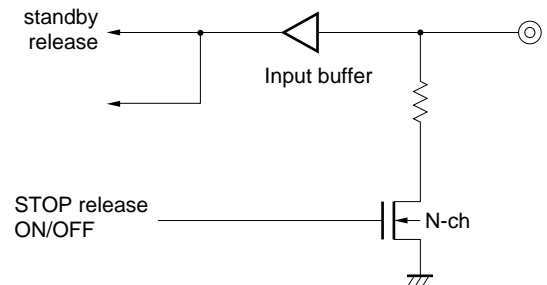 standby
release
Input buffer
STOP release
ON/OFF
N-ch